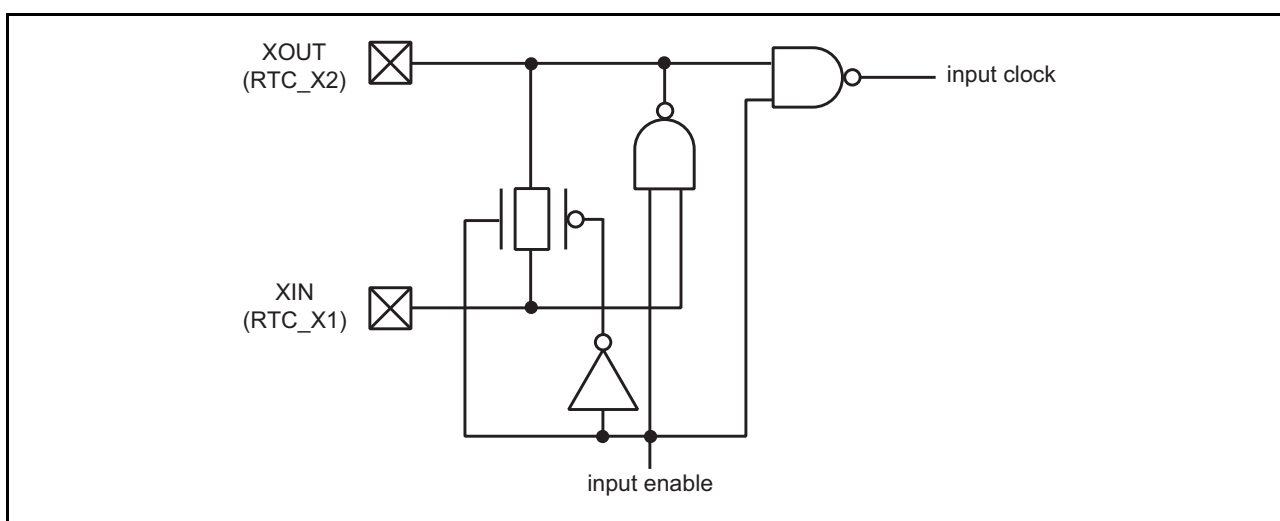 XOUT
(RTC_X2)
input clock
XIN
(RTC_X1)
input enable